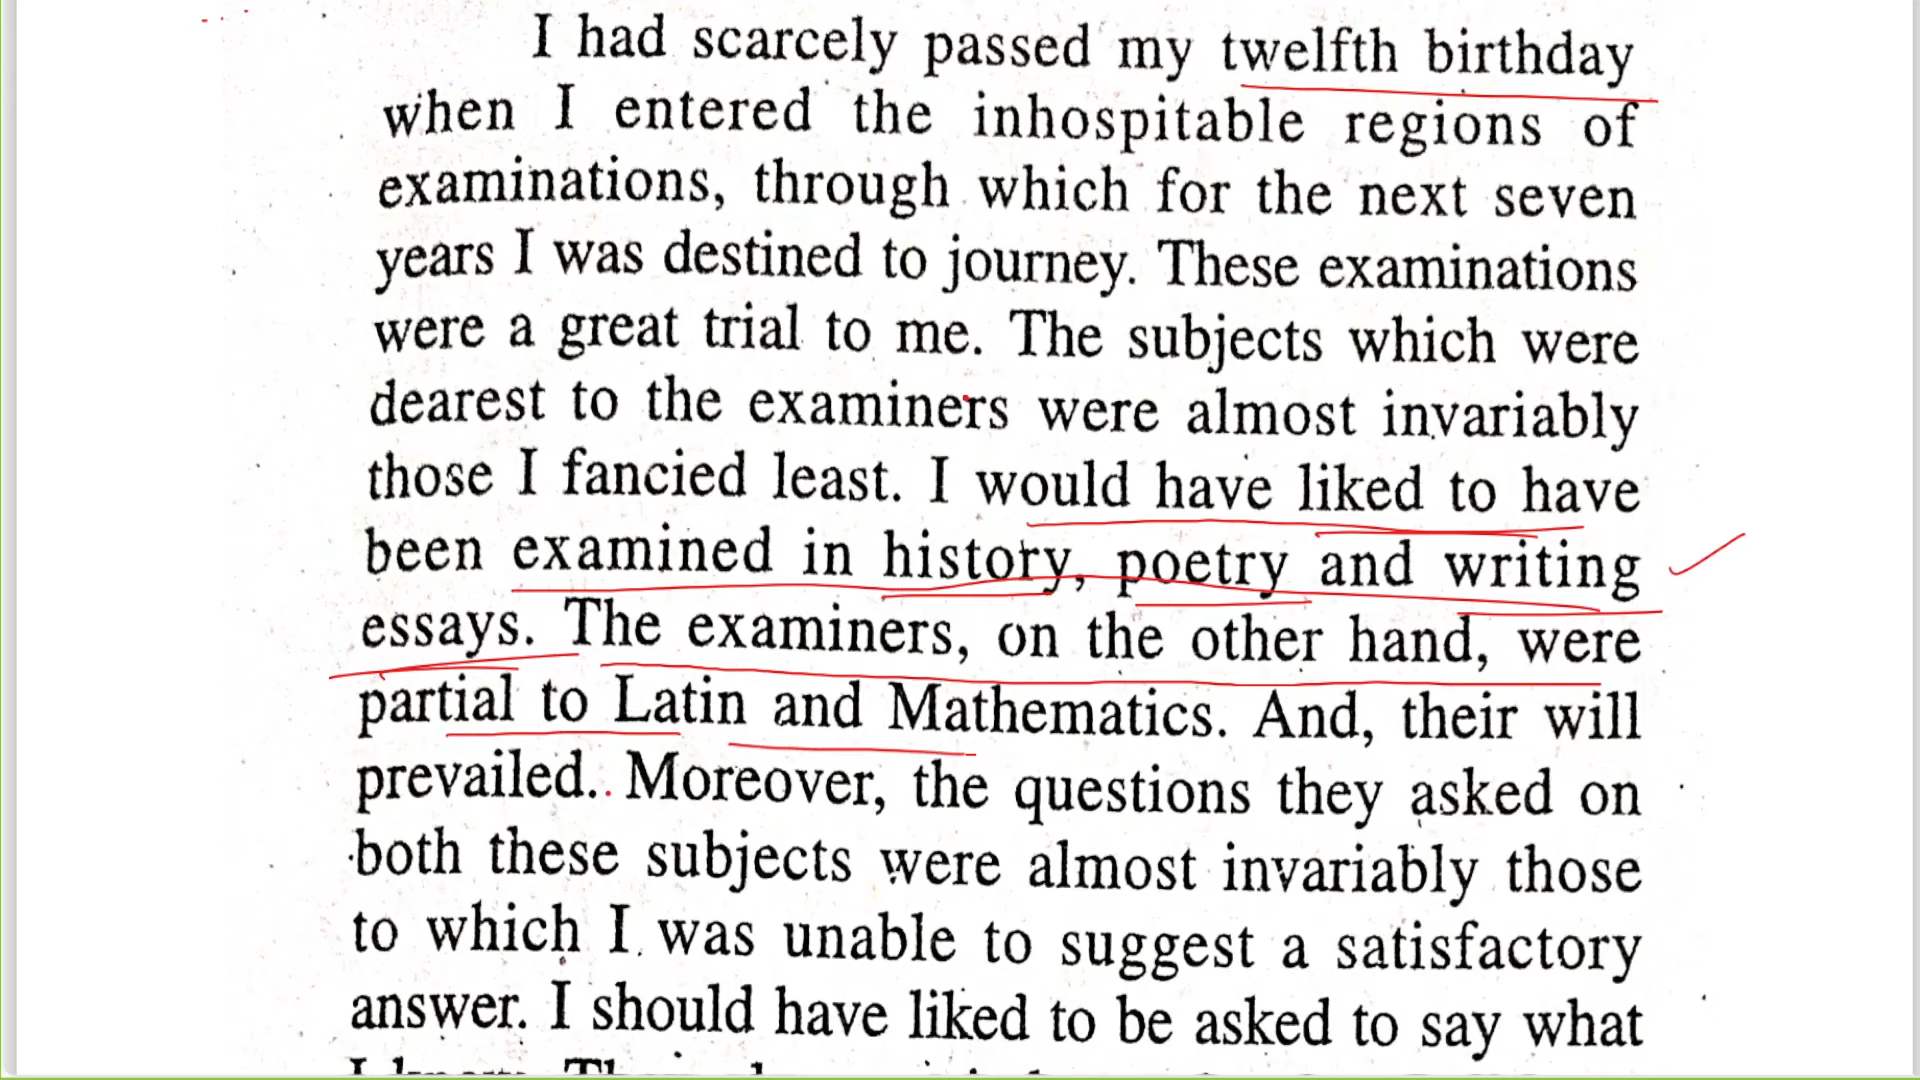 I had scarcely passed my twelfth birthday
when I entered the inhospitable regions of
examinations, through which for the next seven
years I was destined to journey. These examinations
were a great trial to me. The subjects which were
dearest to the examiners were almost invariably
those I fancied least. I would have liked to have
been examined in history, poetry and writing
essays. The examiners, on the other hand, were
partial to Latin and Mathematics. And, their will
prevailed. Moreover, the questions they asked on
both these subjects were almost invariably those
to which I was unable to suggest a satisfactory
answer. I should have liked to be asked to say what